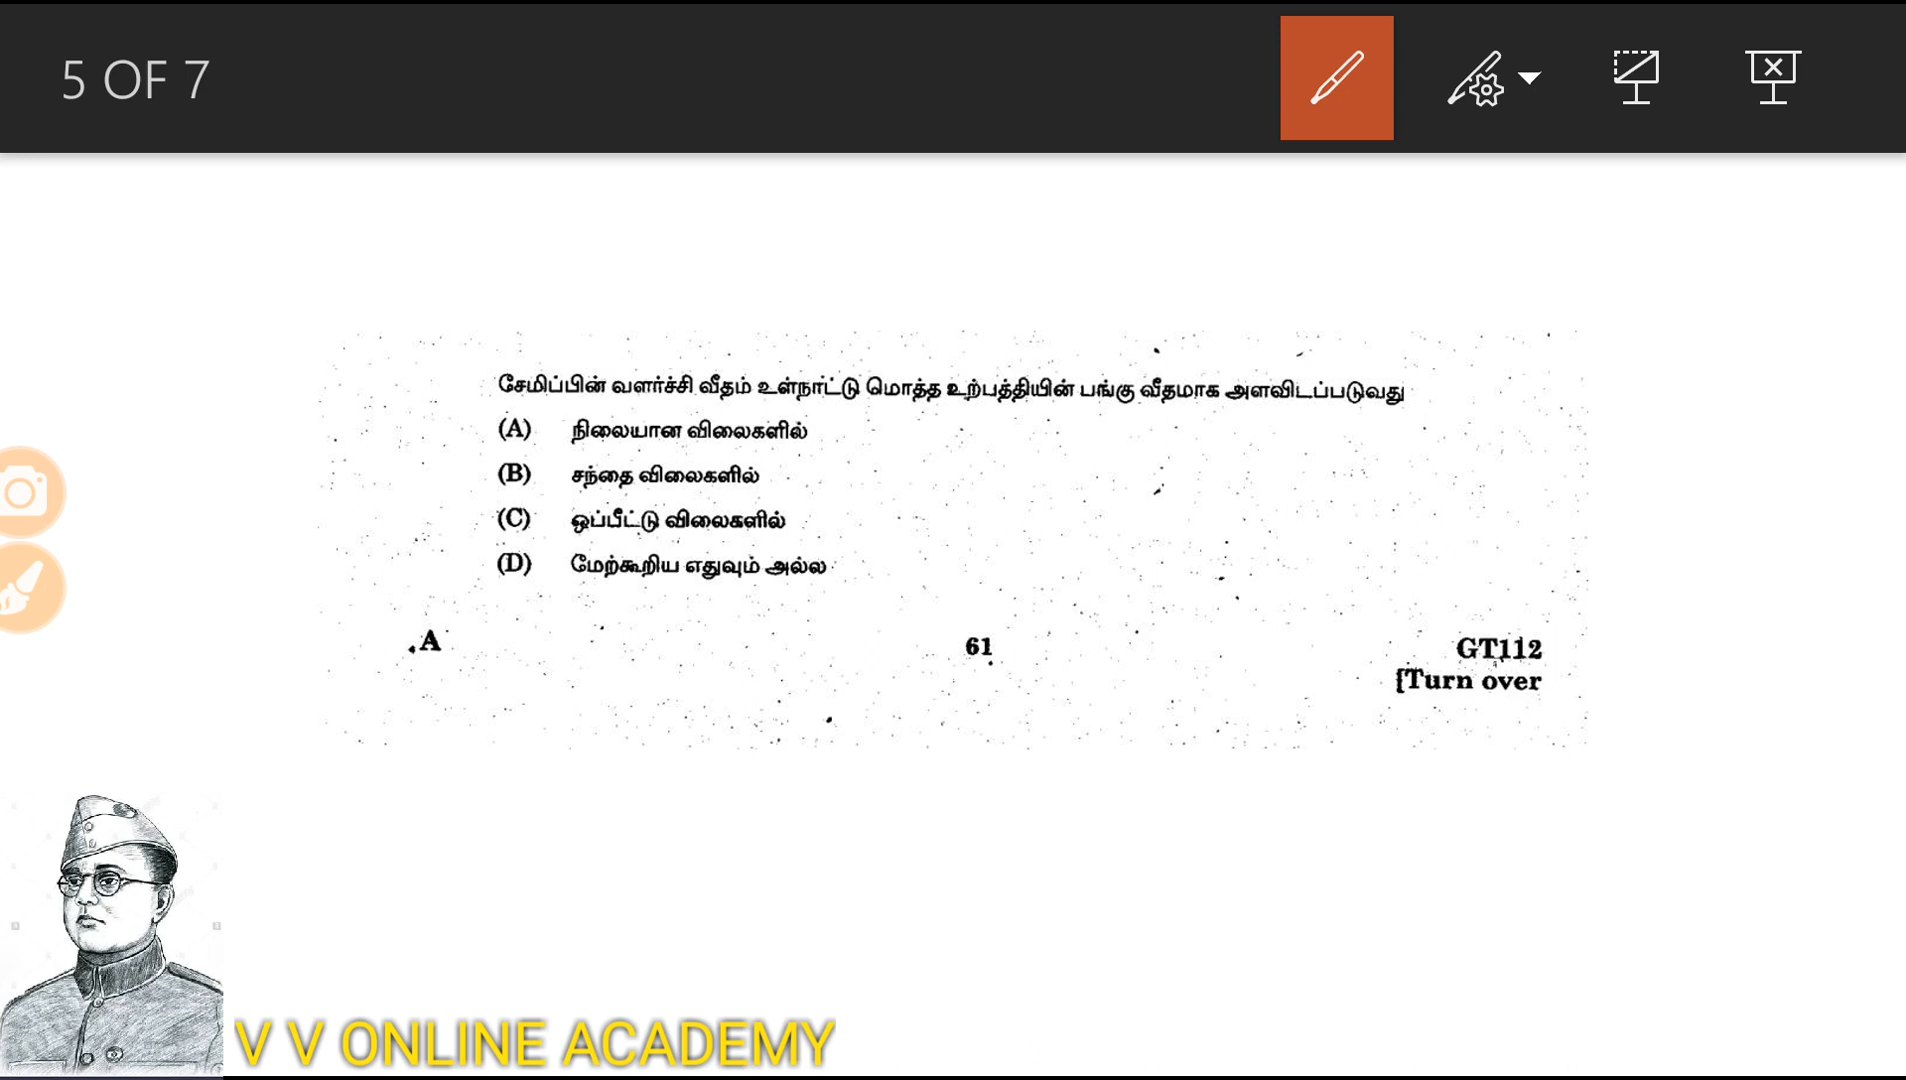 5 OF 7
சேமிப்பின் வளர்ச்சி வீதம் உள்நாட்டு மொத்த உற்பத்தியின் பங்கு வீதமாக அளவிடப்படுவது
(A) நிலையான விலைகளில்
(B) சந்தை விலைகளில்
(C) ஒப்பீட்டு விலைகளில்
(D) மேற்கூறிய எதுவும் அல்ல
A 61 GT112
[Turn over
V V ONLINE ACADEMY